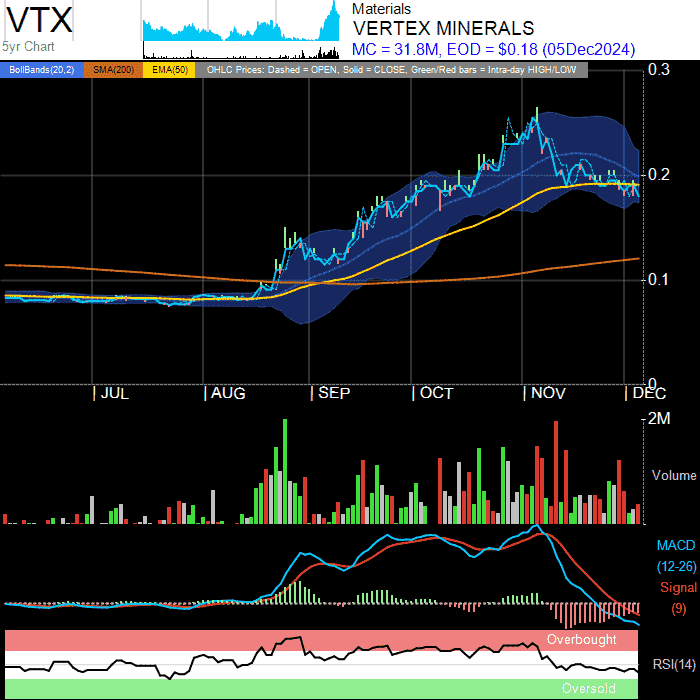 VTX
5yr Chart
Materials
VERTEX MINERALS
MC = 31.8M, EOD = $0.18 (05Dec2024)
BollBands(20,2) SMA(200) EMA(50) OHLC Prices: Dashed = OPEN, Solid = CLOSE, Green/Red bars = Intra-day HIGH/LOW
0.3
0.2
0.1
0
| JUL | AUG | SEP | OCT | NOV | DEC
2M
Volume
MACD
(12-26)
Signal
(9)
Overbought
RSI(14)
Oversold